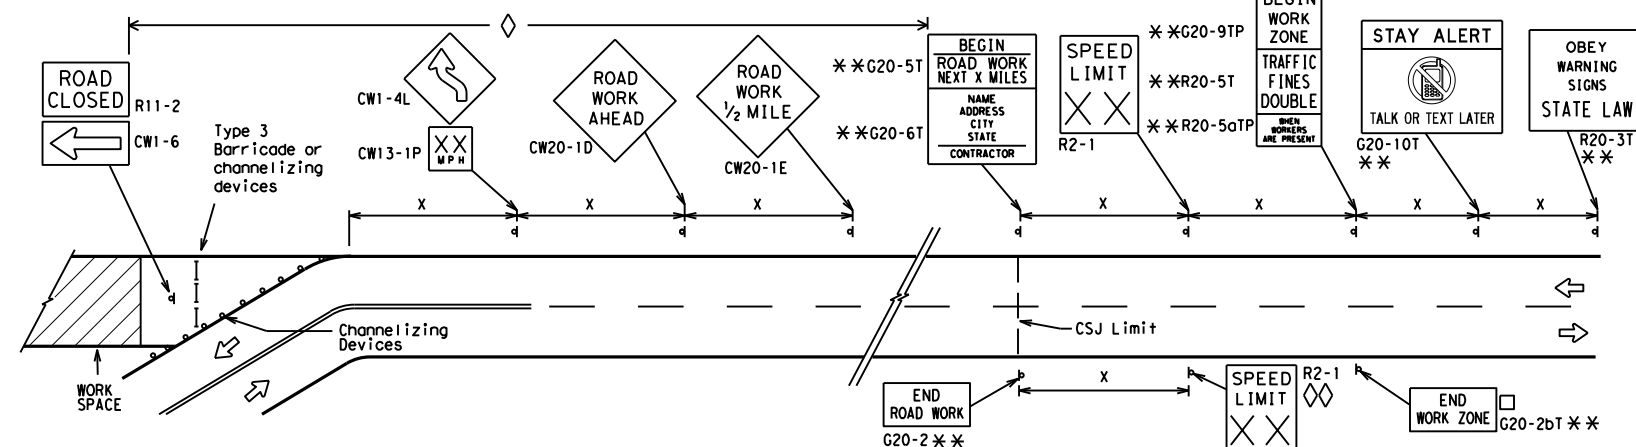 ROAD
CLOSED
R11-2
CW1-6
Type 3
Barricade or
channelizing
devices
CW1-4L
CW13-1P
XX
MPH
ROAD
WORK
AHEAD
CW20-1D
ROAD
WORK
1/2 MILE
CW20-1E
**G20-5T
BEGIN
ROAD WORK
NEXT X MILES
**G20-6T
NAME
ADDRESS
CITY
STATE
CONTRACTOR
SPEED
LIMIT
XX
R2-1
**G20-9TP
BEGIN
WORK
ZONE
**R20-5T
TRAFFIC
FINES
DOUBLE
**R20-5aTP
WHEN
WORKERS
ARE PRESENT
STAY ALERT
TALK OR TEXT LATER
G20-10T
**
OBEY
WARNING
SIGNS
STATE LAW
R20-3T
**
X
X
X
X
X
X
X
Channelizing
Devices
CSJ Limit
WORK
SPACE
END
ROAD WORK
G20-2 **
X
SPEED
LIMIT
XX
R2-1
END
WORK ZONE
G20-2bT **